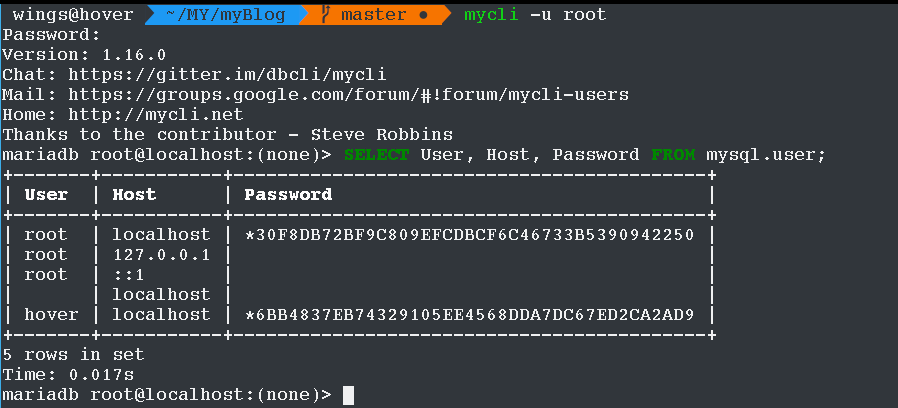 wings@hover ~/MY/myBlog master ● mycli -u root
Password:
Version: 1.16.0
Chat: https://gitter.im/dbcli/mycli
Mail: https://groups.google.com/forum/#!forum/mycli-users
Home: http://mycli.net
Thanks to the contributor - Steve Robbins
mariadb root@localhost:(none)> SELECT User, Host, Password FROM mysql.user;
+-------+-----------+-------------------------------------------+
| User  | Host      | Password                                  |
+-------+-----------+-------------------------------------------+
| root  | localhost | *30F8DB72BF9C809EFCDBCF6C46733B5390942250 |
| root  | 127.0.0.1 |                                           |
| root  | ::1       |                                           |
|       | localhost |                                           |
| hover | localhost | *6BB4837EB74329105EE4568DDA7DC67ED2CA2AD9 |
+-------+-----------+-------------------------------------------+
5 rows in set
Time: 0.017s
mariadb root@localhost:(none)>